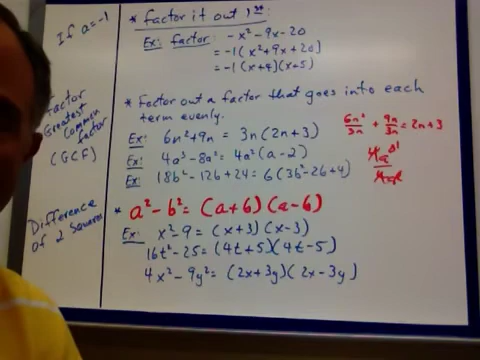 If a=-1
* Factor it out 1st
Ex: factor: -x²-9x-20
= -1(x²+9x+20)
= -1(x+4)(x+5)
Factor
Greatest
Common
factor
(GCF)
* Factor out a factor that goes into each
term evenly.
Ex: 6n²+9n = 3n(2n+3)
6n²/3n + 9n/3n = 2n+3
Ex: 4a³-8a² = 4a²(a-2)
Ex: 18b²-12b+24 = 6(3b²-2b+4)
Difference
of 2 Squares
* a²-b² = (a+b)(a-b)
Ex: x²-9 = (x+3)(x-3)
16t²-25 = (4t+5)(4t-5)
4x²-9y² = (2x+3y)(2x-3y)